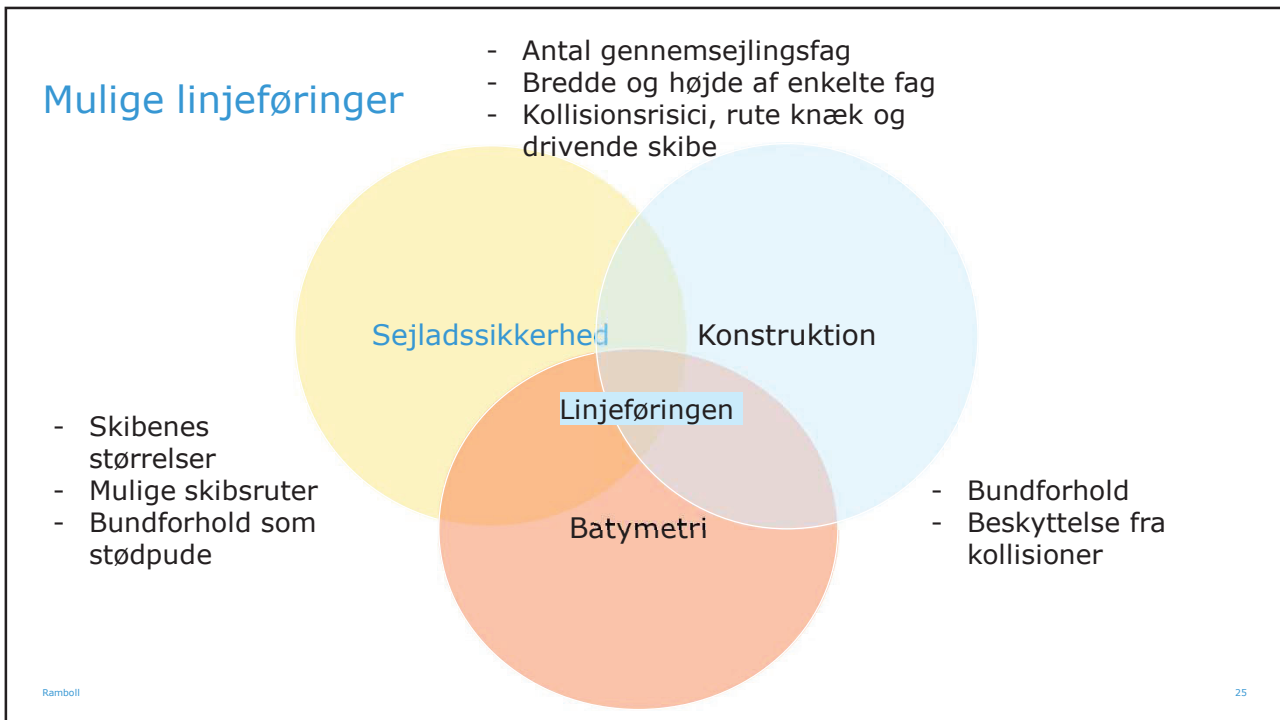 Mulige linjeføringer
- Antal gennemsejlingsfag
- Bredde og højde af enkelte fag
- Kollisionsrisici, rute knæk og
drivende skibe
Sejladssikkerhed
Konstruktion
Linjeføringen
Batymetri
- Skibenes
størrelser
- Mulige skibsruter
- Bundforhold som
stødpude
- Bundforhold
- Beskyttelse fra
kollisioner
Ramboll
25